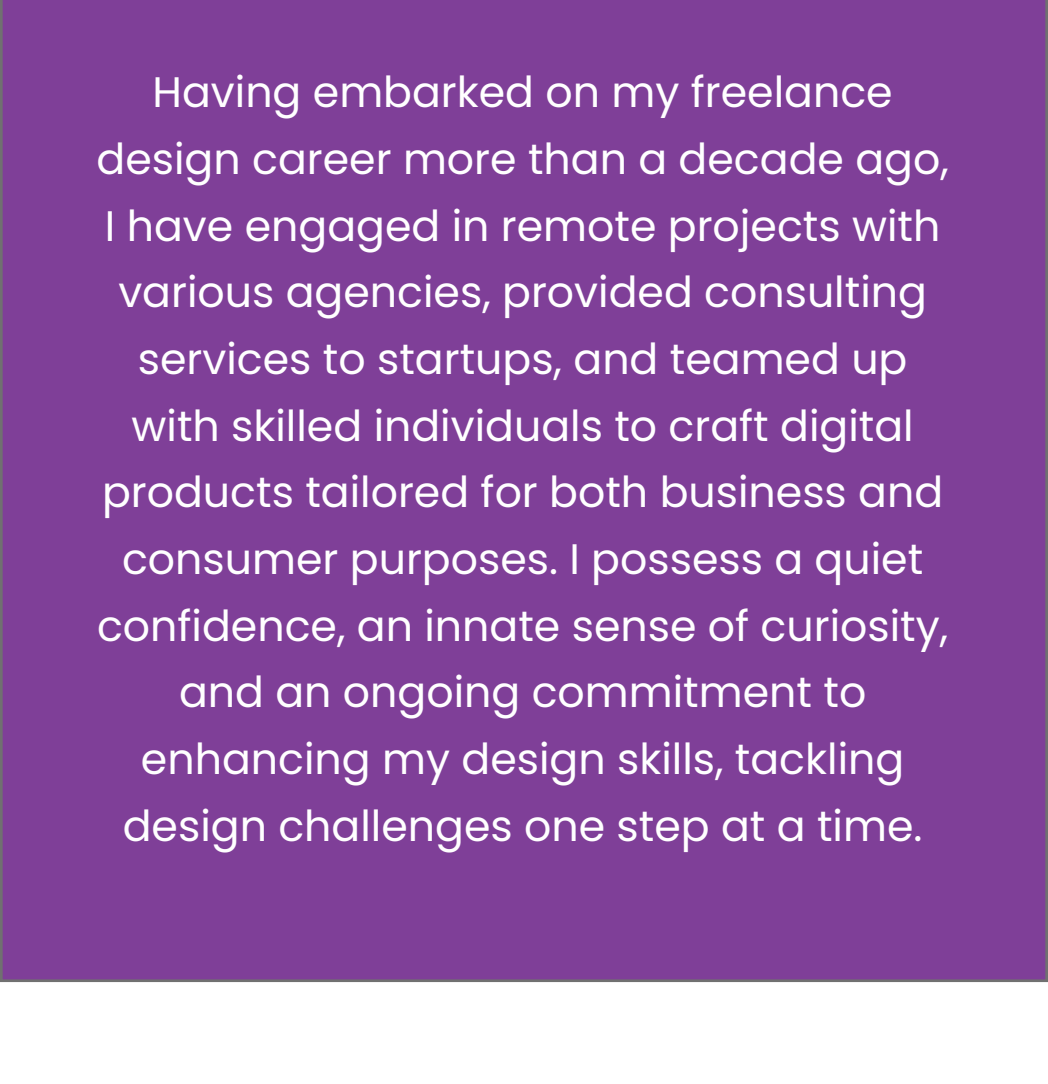 Having embarked on my freelance
design career more than a decade ago,
I have engaged in remote projects with
various agencies, provided consulting
services to startups, and teamed up
with skilled individuals to craft digital
products tailored for both business and
consumer purposes. I possess a quiet
confidence, an innate sense of curiosity,
and an ongoing commitment to
enhancing my design skills, tackling
design challenges one step at a time.